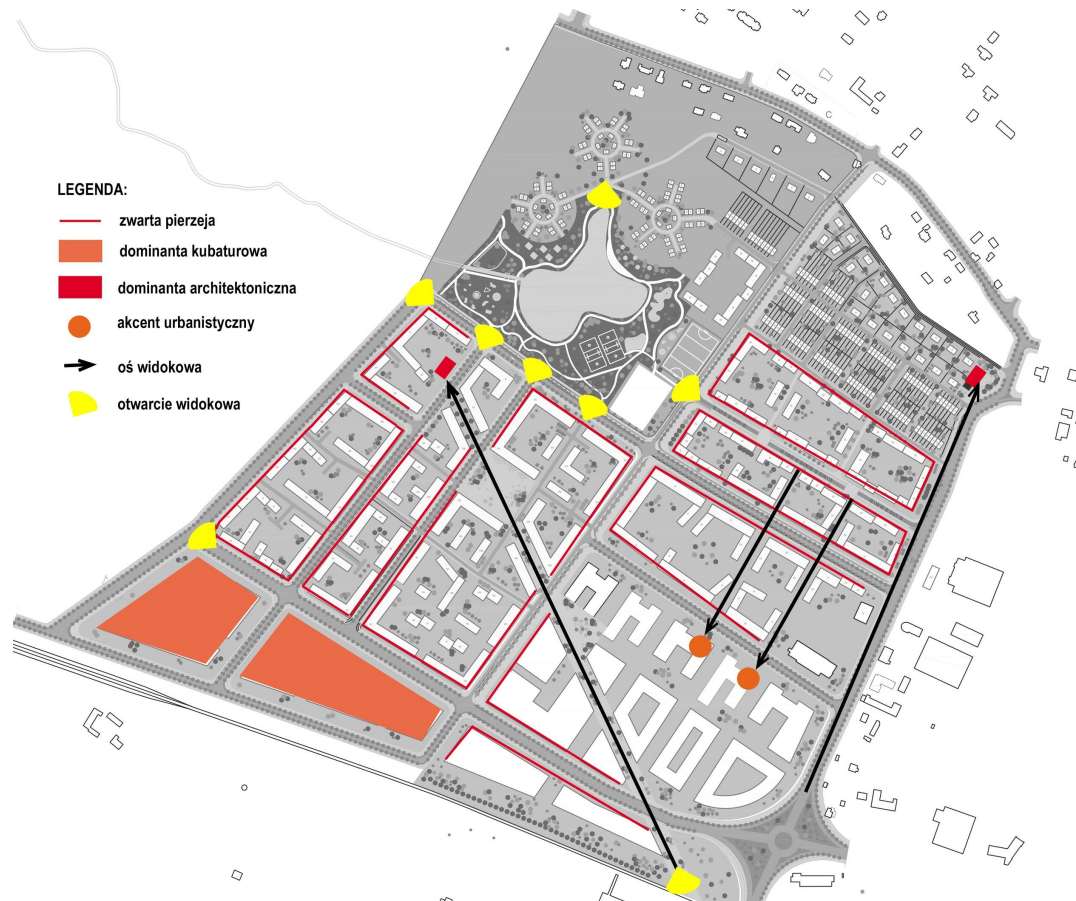 LEGENDA:
zwarta pierzeja
dominanta kubaturowa
dominanta architektoniczna
akcent urbanistyczny
oś widokowa
otwarcie widokowa